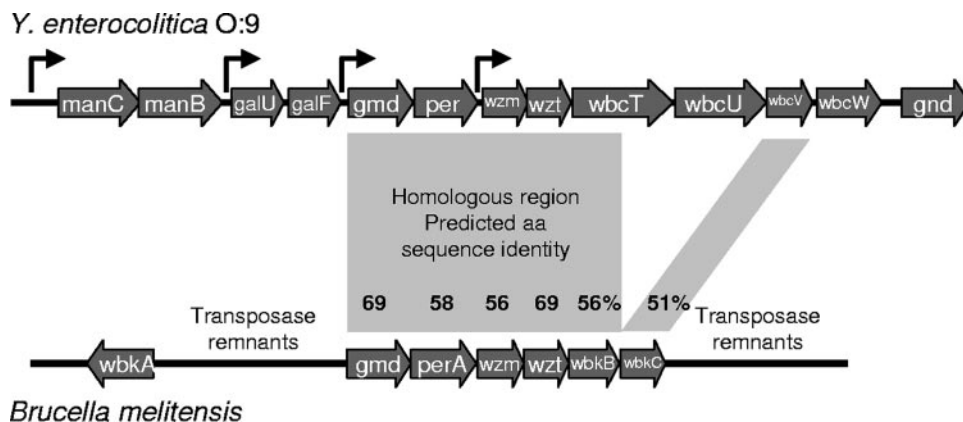 Y. enterocolitica O:9
manC manB galU galF gmd per wzm wzt wbcT wbcU wbcV wbcW gnd
Homologous region
Predicted aa
sequence identity
69 58 56 69 56% 51%
Transposase
remnants
Transposase
remnants
wbkA gmd perA wzm wzt wbkB wbkC
Brucella melitensis